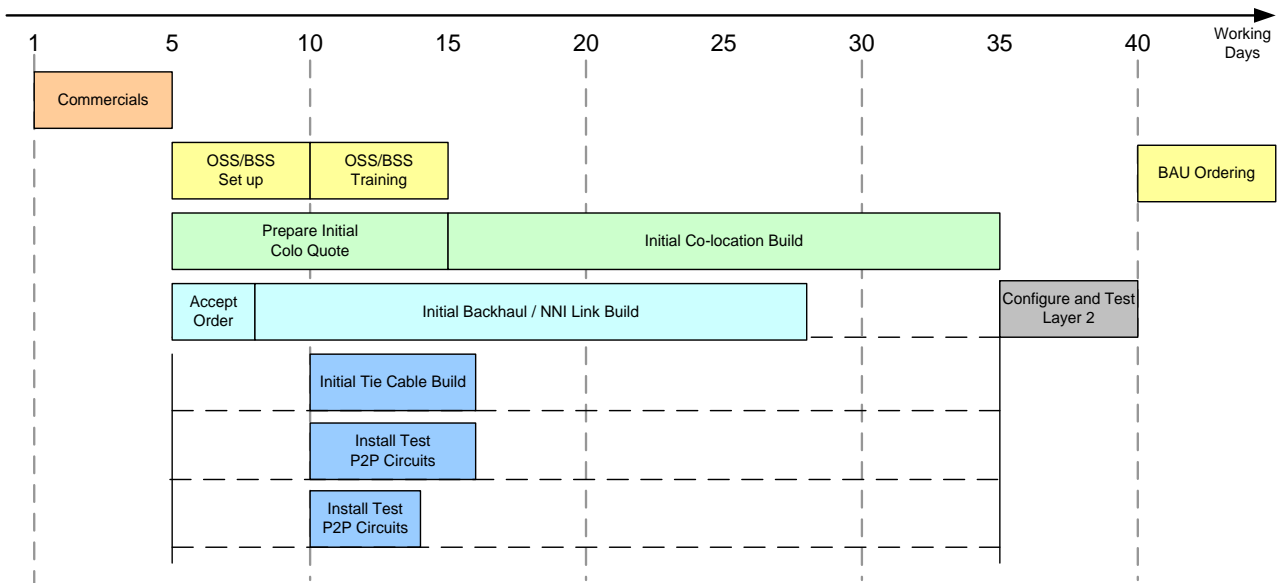 1
5
10
15
20
25
30
35
40
Working
Days
Commercials
OSS/BSS
Set up
OSS/BSS
Training
BAU Ordering
Prepare Initial
Colo Quote
Initial Co-location Build
Accept
Order
Initial Backhaul / NNI Link Build
Configure and Test
Layer 2
Initial Tie Cable Build
Install Test
P2P Circuits
Install Test
P2P Circuits